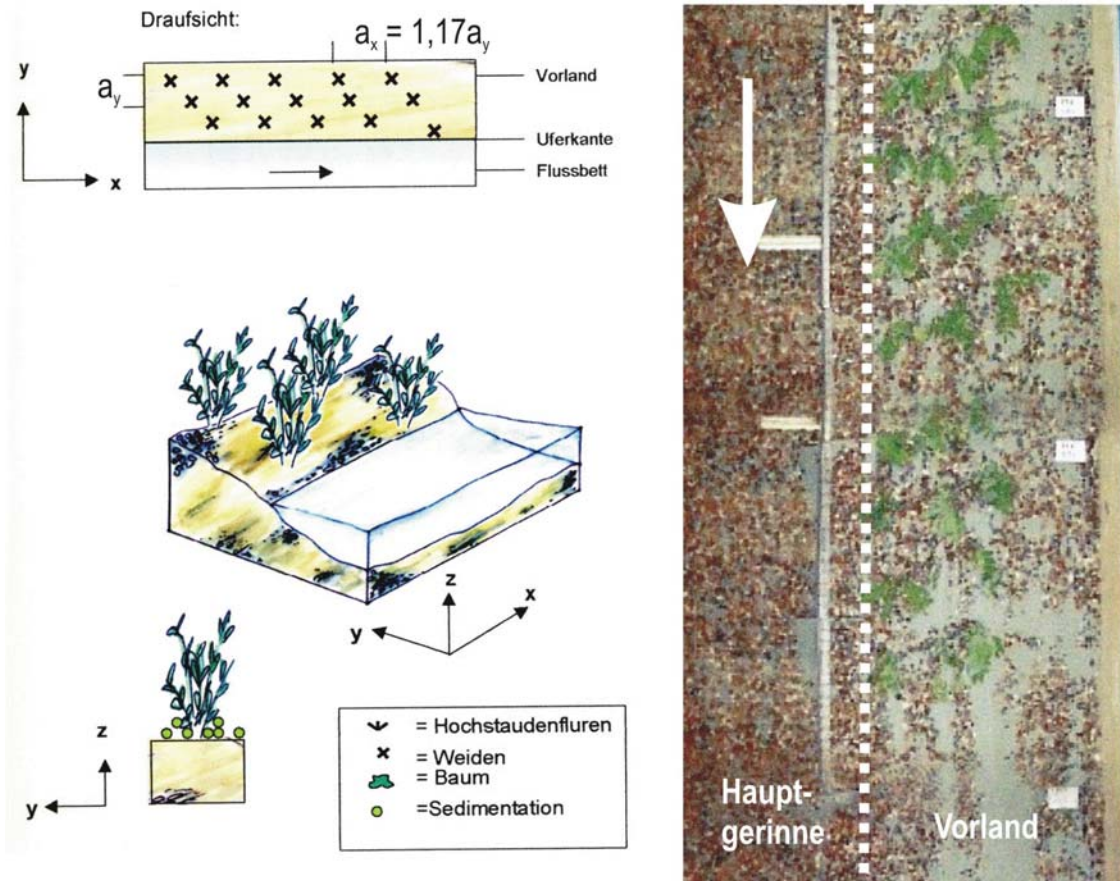 Draufsicht:
aₓ = 1,17aᵧ
y
aᵧ
Vorland
Uferkante
Flussbett
x
z
x
y
z
y
= Hochstaudenfluren
= Weiden
= Baum
=Sedimentation
Haupt-
gerinne
Vorland